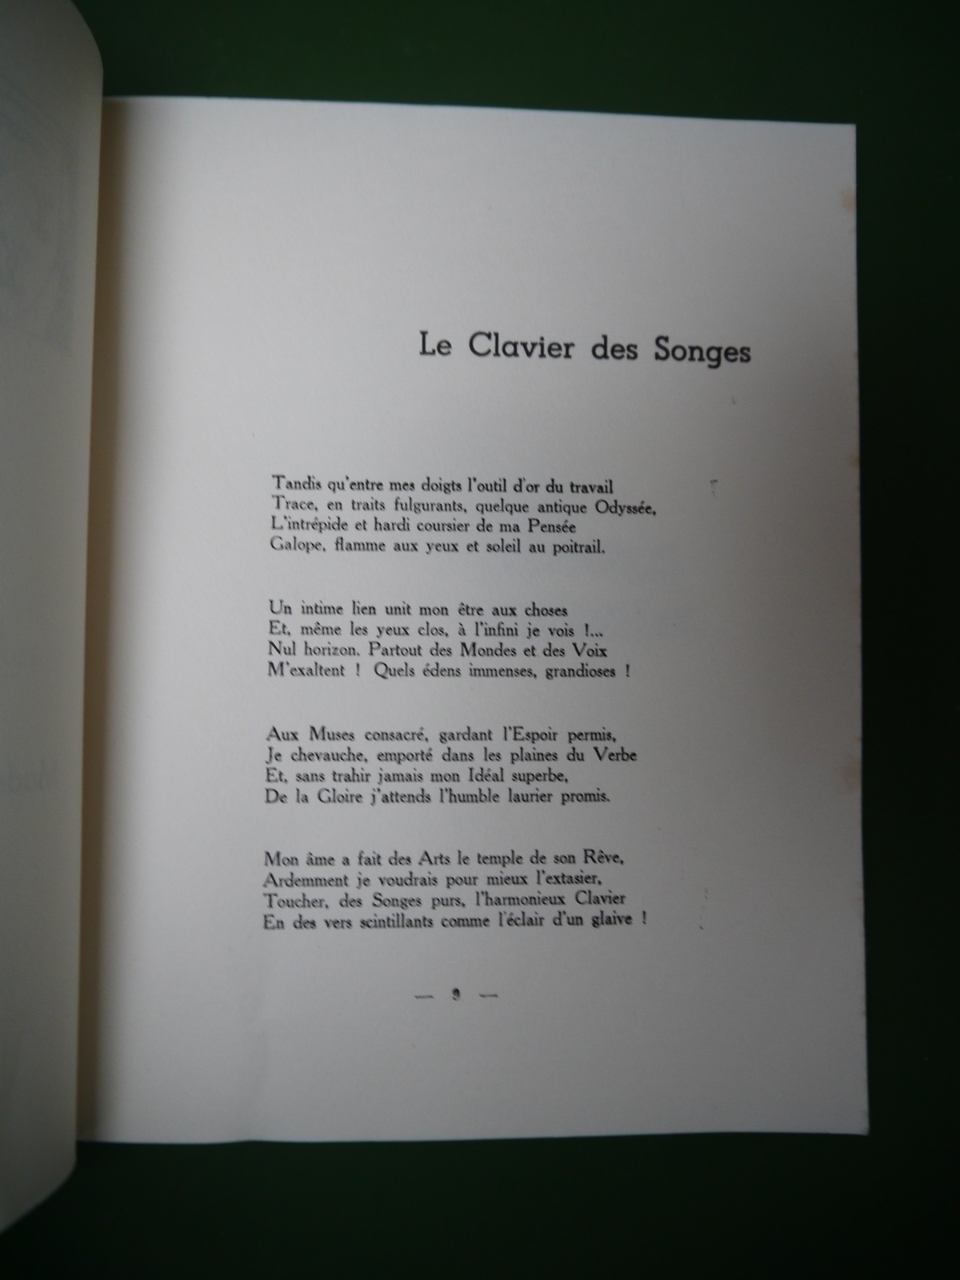 Le Clavier des Songes
Tandis qu'entre mes doigts l'outil d'or du travail
Trace, en traits fulgurants, quelque antique Odyssée,
L'intrépide et hardi coursier de ma Pensée
Galope, flamme aux yeux et soleil au poitrail.
Un intime lien unit mon être aux choses
Et, même les yeux clos, à l'infini je vois !...
Nul horizon. Partout des Mondes et des Voix
M'exaltent ! Quels édens immenses, grandioses !
Aux Muses consacré, gardant l'Espoir permis,
Je chevauche, emporté dans les plaines du Verbe
Et, sans trahir jamais mon Idéal superbe,
De la Gloire j'attends l'humble laurier promis.
Mon âme a fait des Arts le temple de son Rêve,
Ardemment je voudrais pour mieux l'extasier,
Toucher, des Songes purs, l'harmonieux Clavier
En des vers scintillants comme l'éclair d'un glaive !
— 9 —